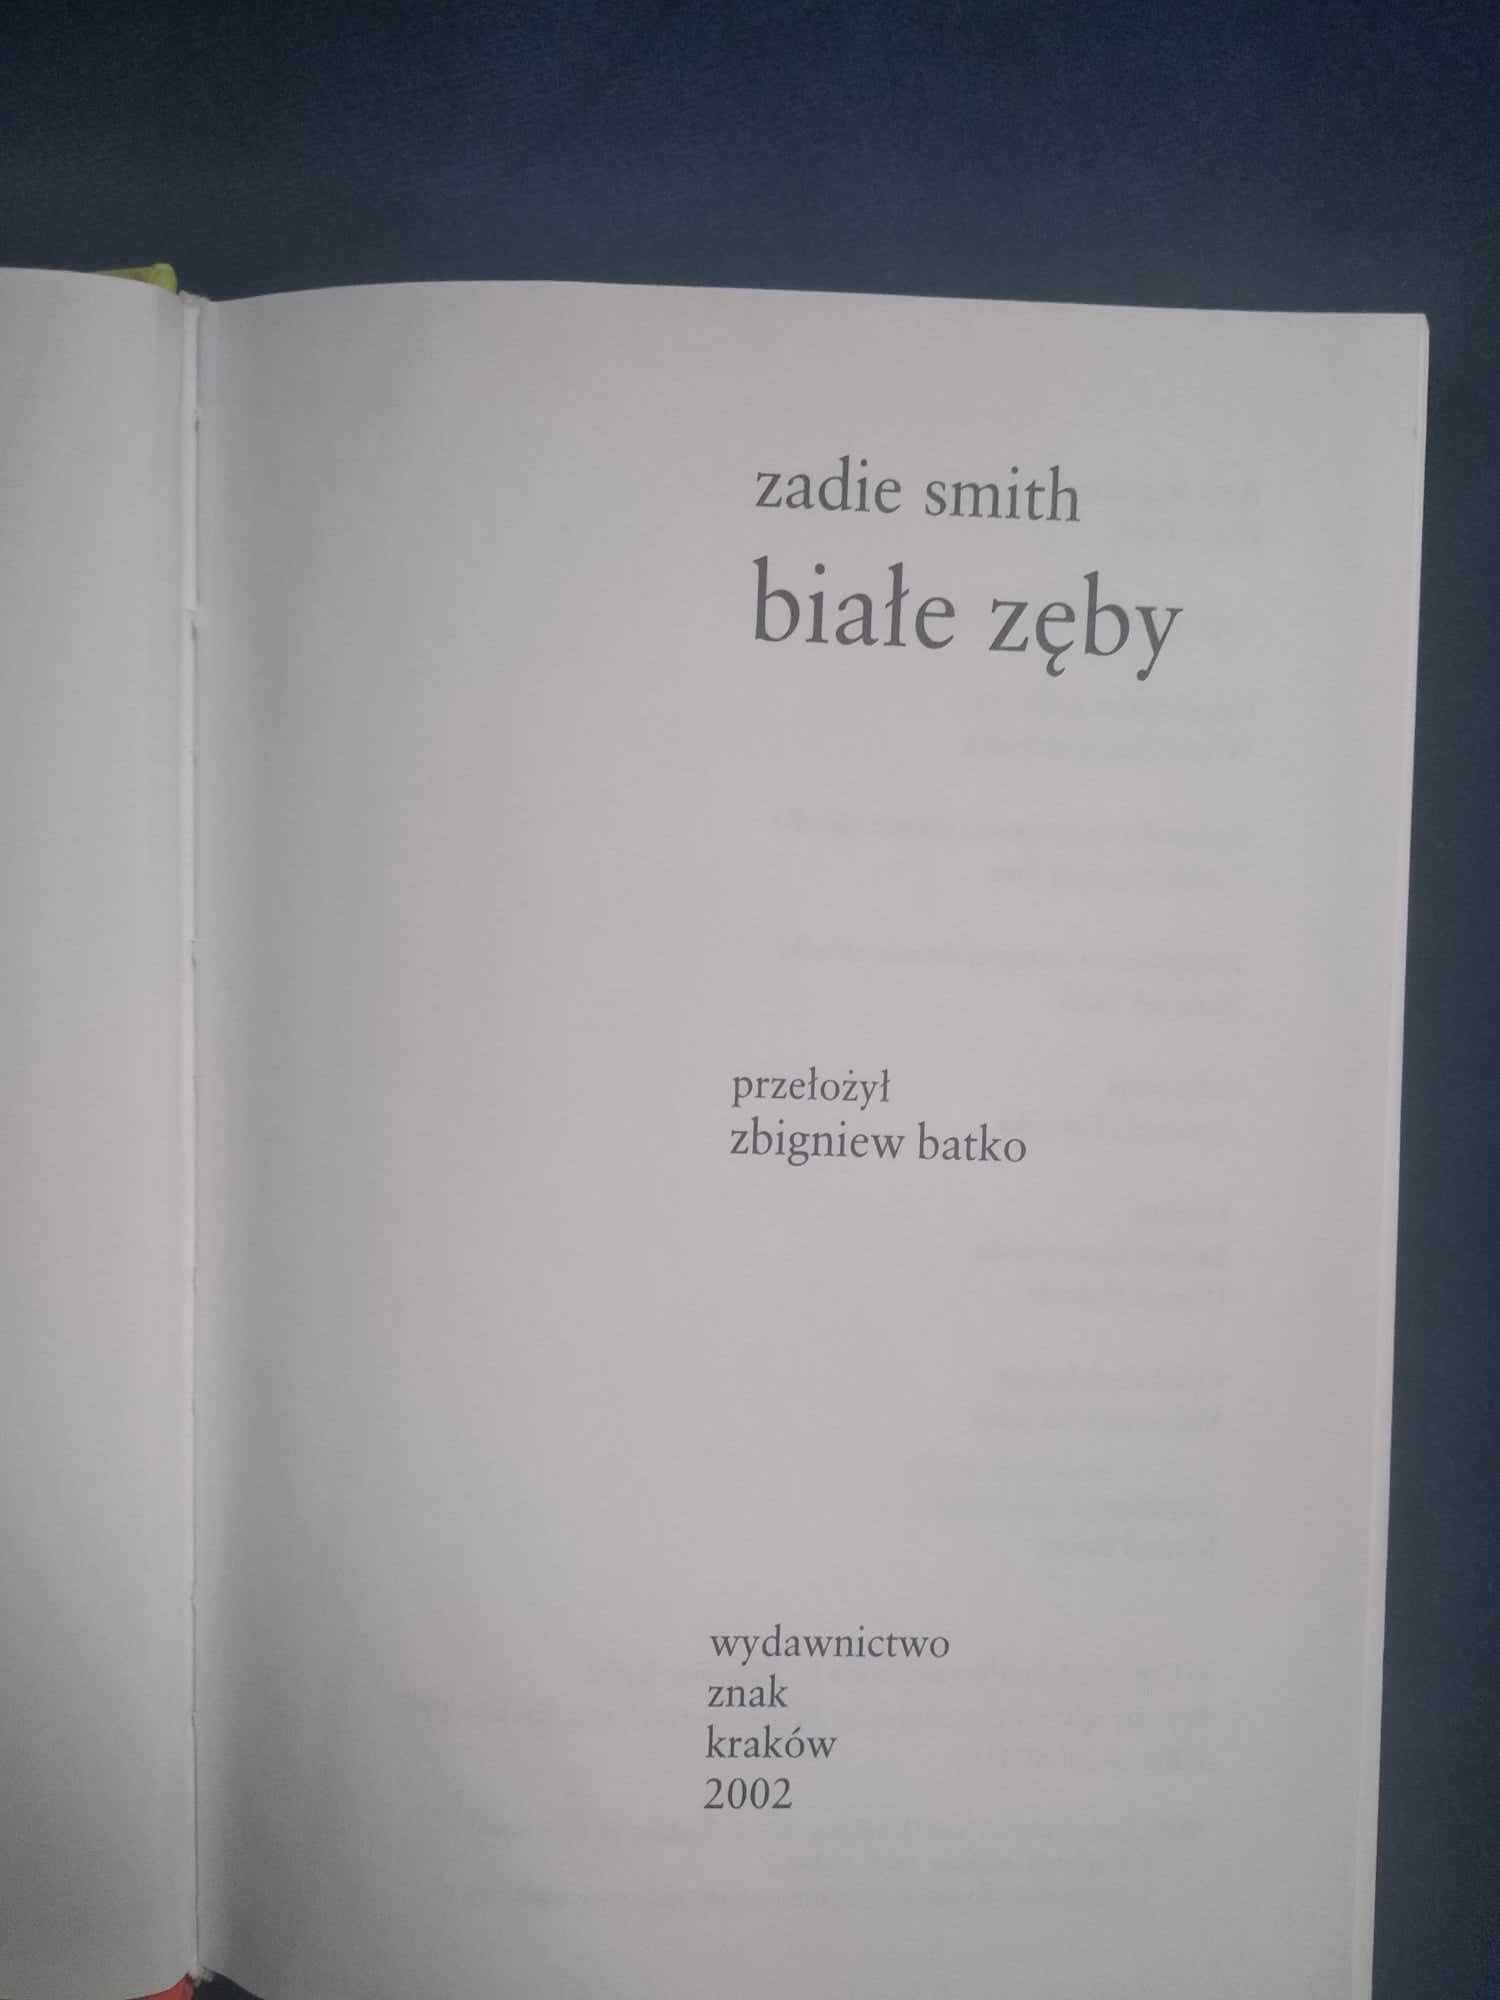 zadie smith
białe zęby
przełożył
zbigniew batko
wydawnictwo
znak
kraków
2002